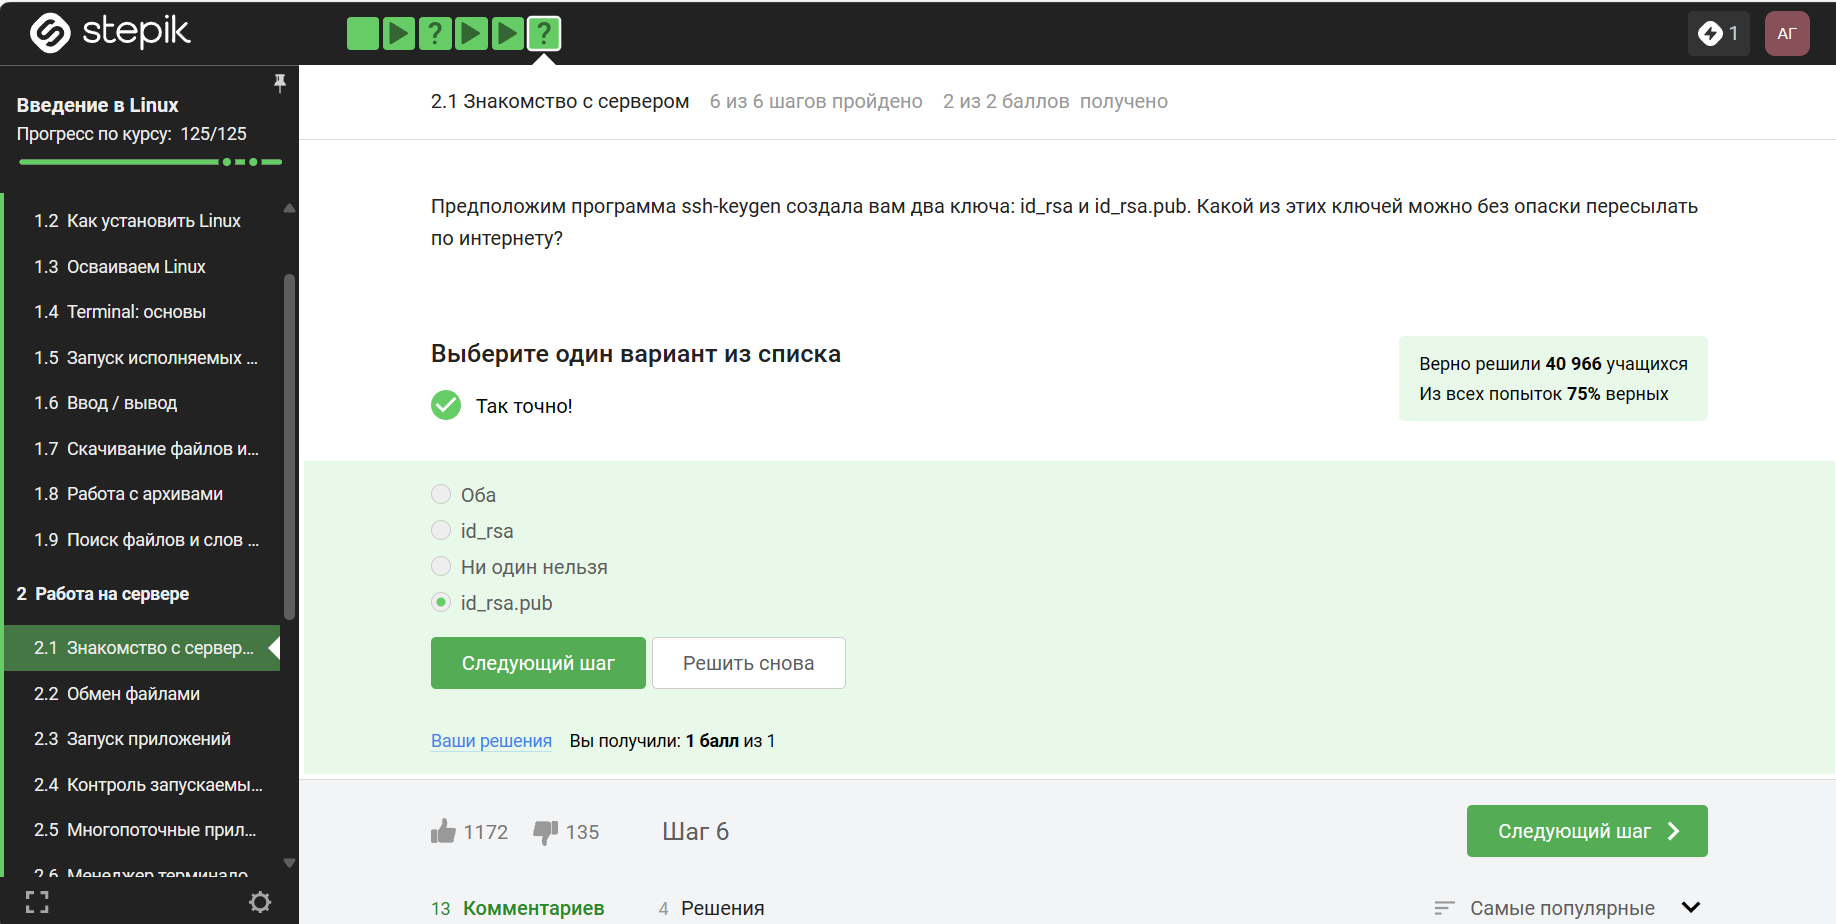 stepik
?
?
1
АГ
Введение в Linux
Прогресс по курсу: 125/125
1.2 Как установить Linux
1.3 Осваиваем Linux
1.4 Terminal: основы
1.5 Запуск исполняемых ...
1.6 Ввод / вывод
1.7 Скачивание файлов и...
1.8 Работа с архивами
1.9 Поиск файлов и слов ...
2 Работа на сервере
2.1 Знакомство с сервер...
2.2 Обмен файлами
2.3 Запуск приложений
2.4 Контроль запускаемы...
2.5 Многопоточные прил...
2.6 Менеджер терминало
2.1 Знакомство с сервером 6 из 6 шагов пройдено 2 из 2 баллов получено
Предположим программа ssh-keygen создала вам два ключа: id_rsa и id_rsa.pub. Какой из этих ключей можно без опаски пересылать
по интернету?
Выберите один вариант из списка
Так точно!
Верно решили 40 966 учащихся
Из всех попыток 75% верных
Оба
id_rsa
Ни один нельзя
id_rsa.pub
Следующий шаг
Решить снова
Ваши решения Вы получили: 1 балл из 1
1172 135 Шаг 6
Следующий шаг
13 Комментариев 4 Решения
Самые популярные